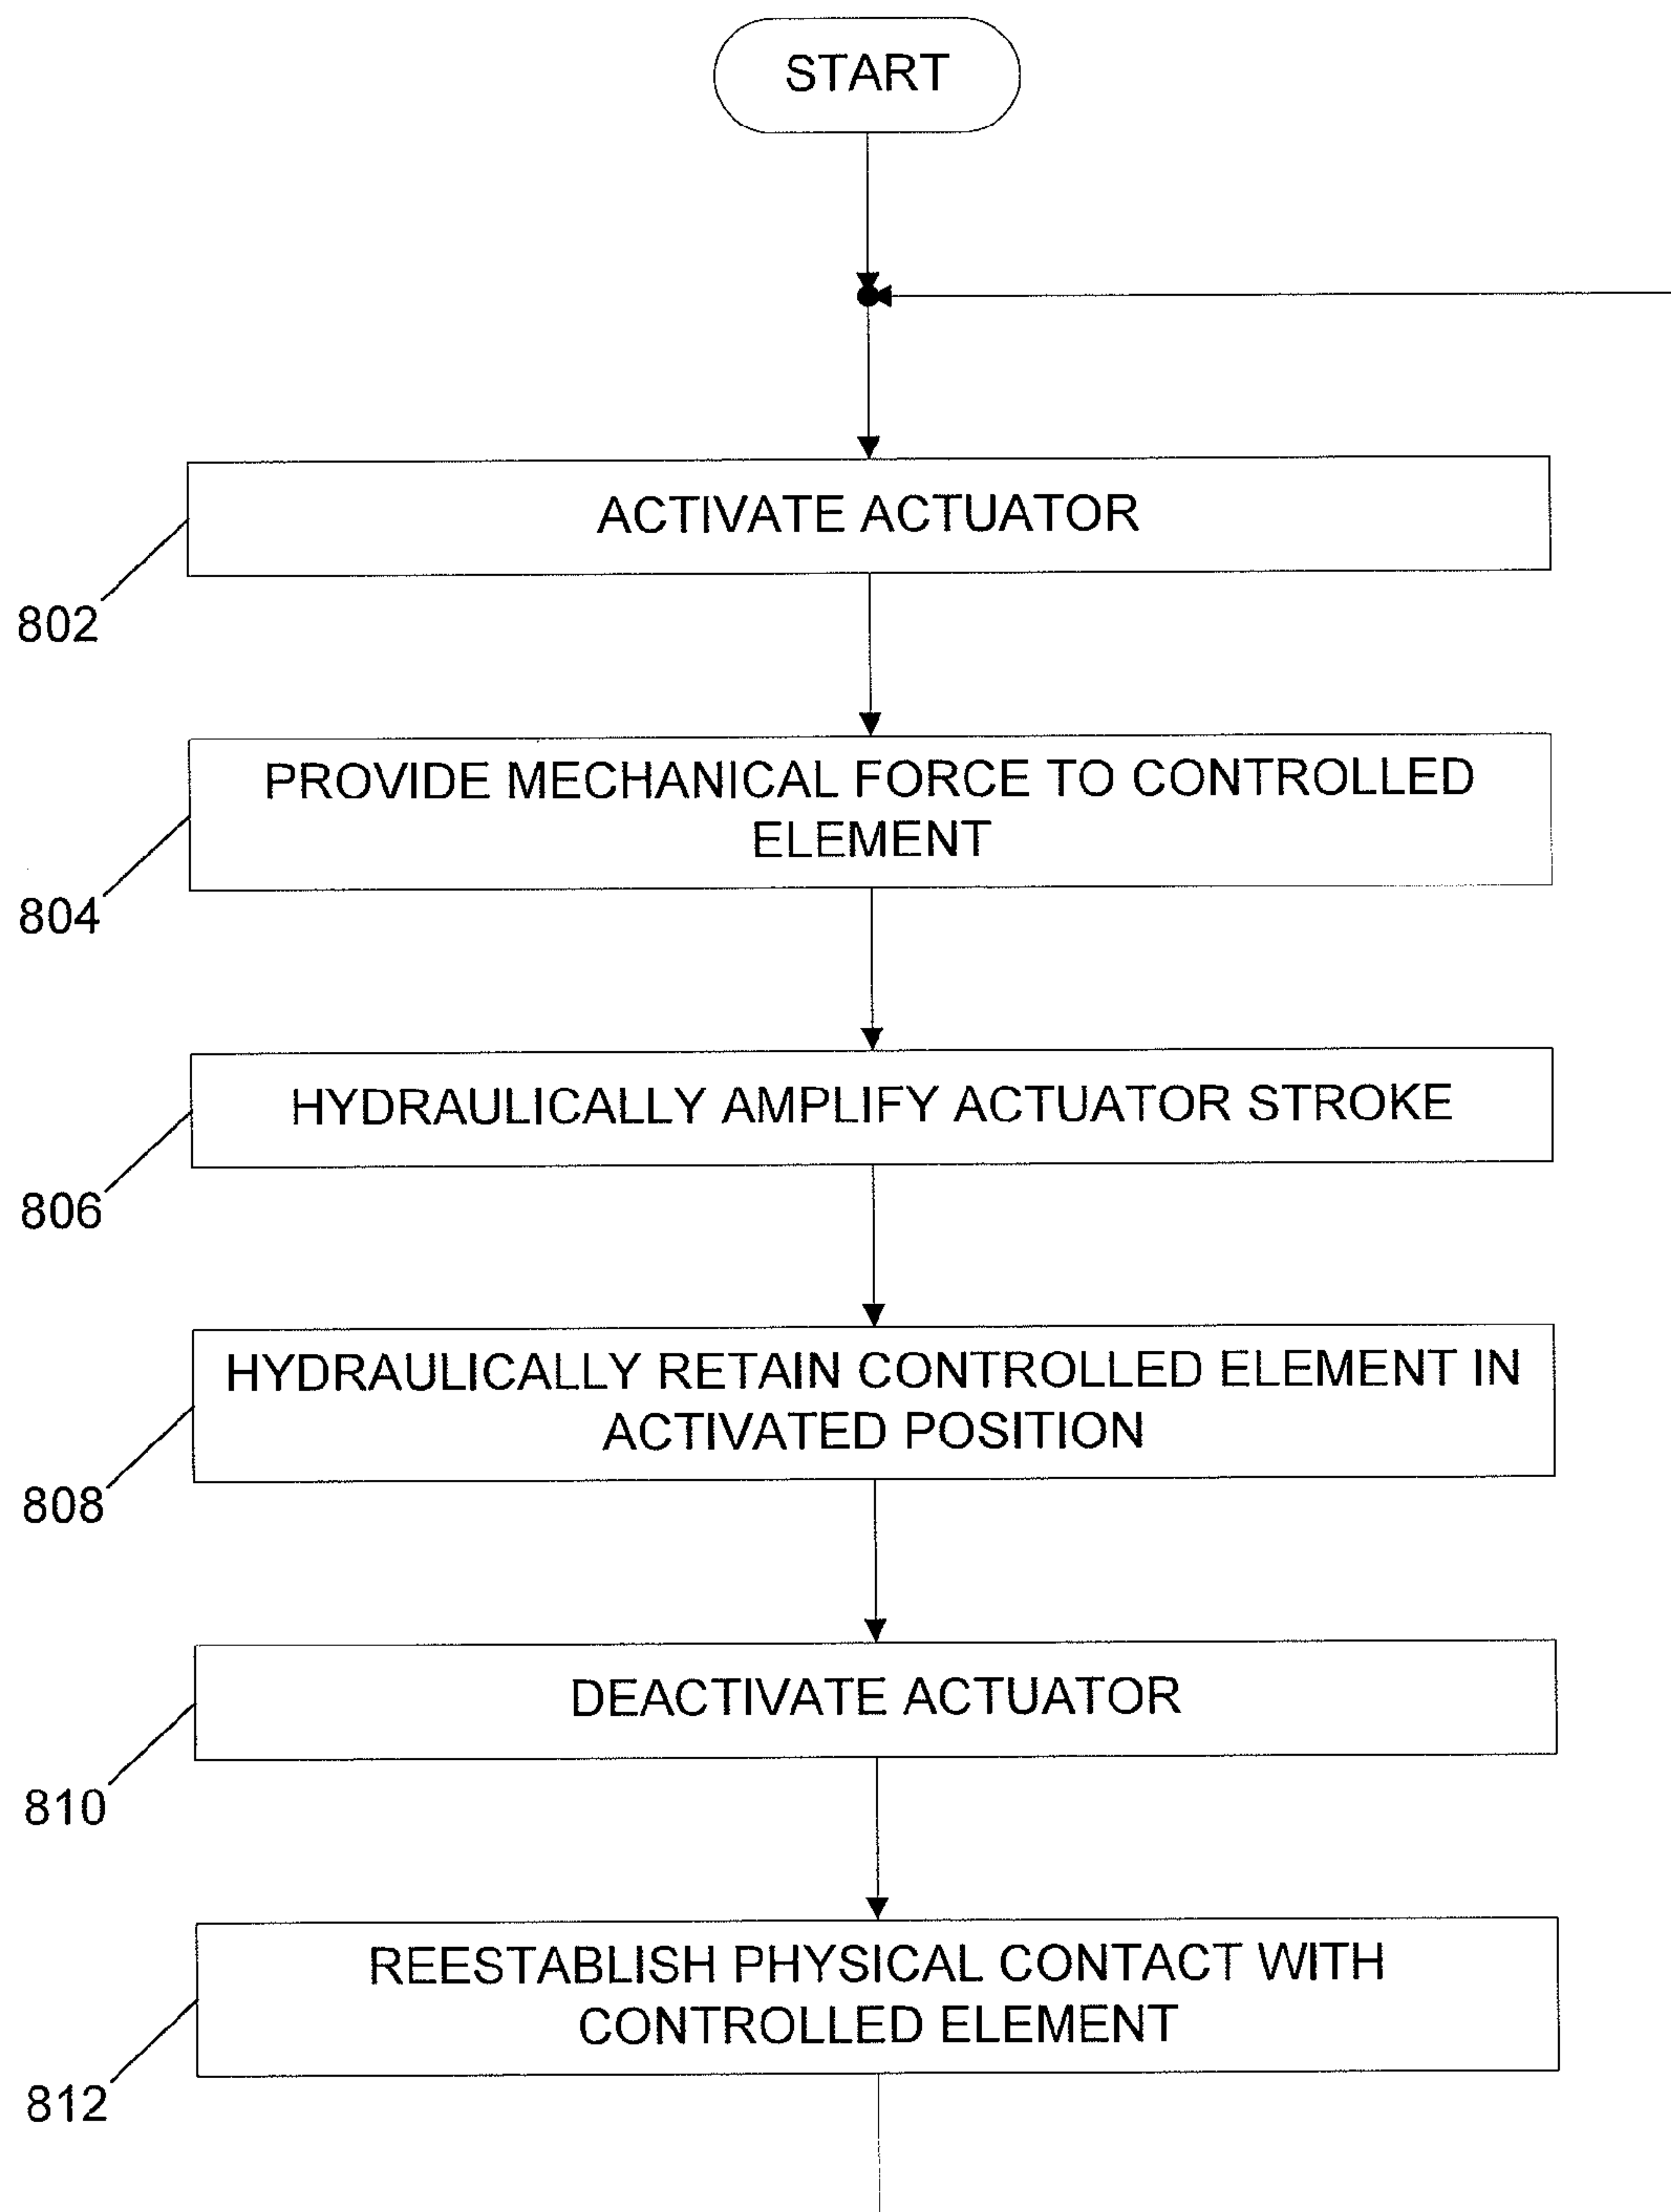 START
ACTIVATE ACTUATOR
802
PROVIDE MECHANICAL FORCE TO CONTROLLED
ELEMENT
804
HYDRAULICALLY AMPLIFY ACTUATOR STROKE
806
HYDRAULICALLY RETAIN CONTROLLED ELEMENT IN
ACTIVATED POSITION
808
DEACTIVATE ACTUATOR
810
REESTABLISH PHYSICAL CONTACT WITH
CONTROLLED ELEMENT
812